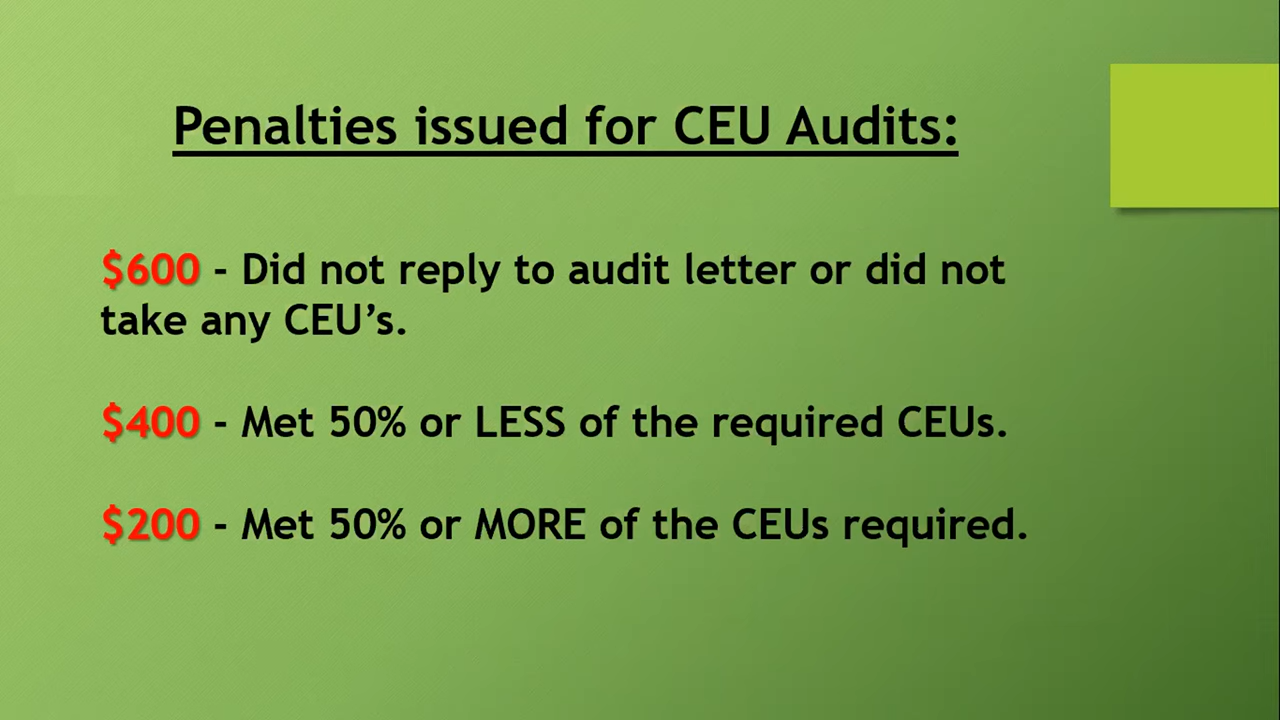 Penalties issued for CEU Audits:
$600 - Did not reply to audit letter or did not
take any CEU’s.
$400 - Met 50% or LESS of the required CEUs.
$200 - Met 50% or MORE of the CEUs required.